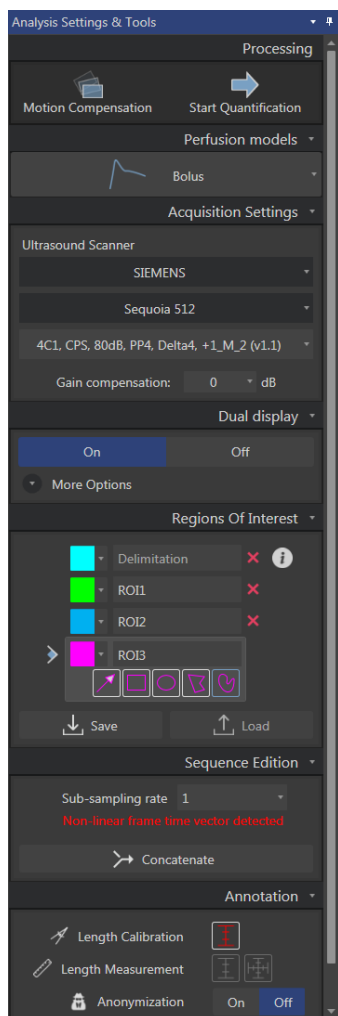 Analysis Settings & Tools
Processing
Motion Compensation
Start Quantification
Perfusion models
Bolus
Acquisition Settings
Ultrasound Scanner
SIEMENS
Sequoia 512
4C1, CPS, 80dB, PP4, Delta4, +1_M_2 (v1.1)
Gain compensation: 0 dB
Dual display
On Off
More Options
Regions Of Interest
Delimitation
ROI1
ROI2
ROI3
Save Load
Sequence Edition
Sub-sampling rate 1
Non-linear frame time vector detected
Concatenate
Annotation
Length Calibration
Length Measurement
Anonymization On Off